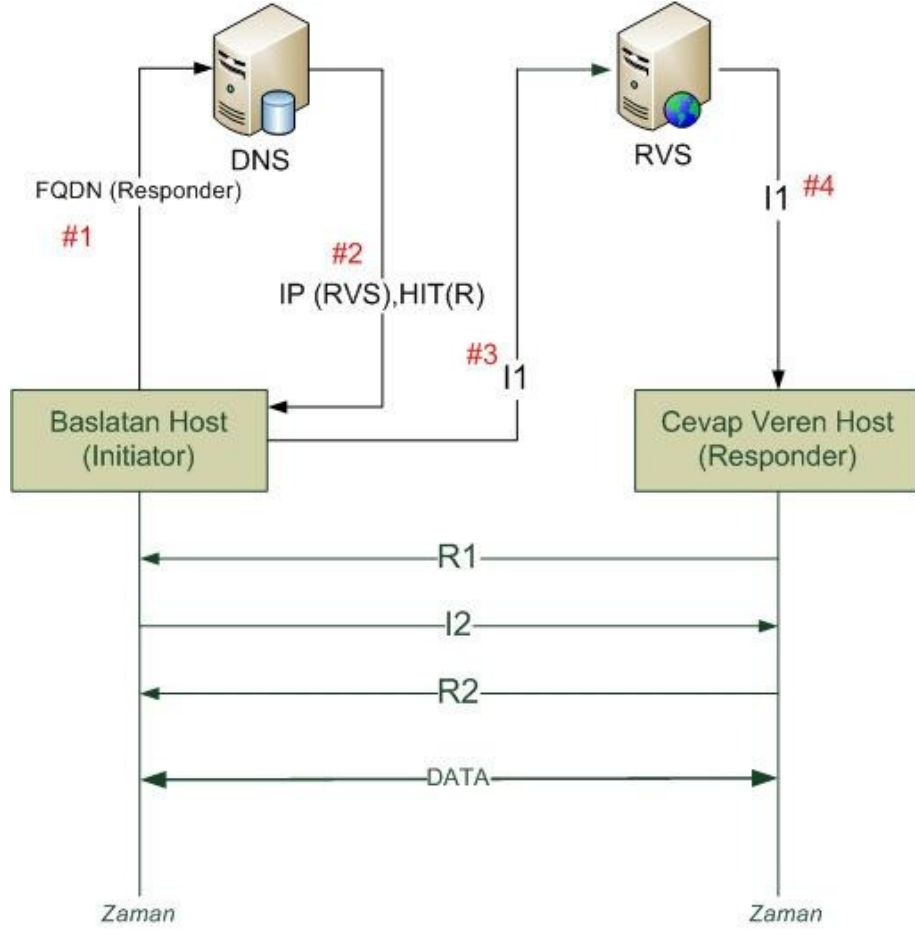 DNS
RVS
FQDN (Responder)
#1
#2
IP (RVS),HIT(R)
#3
I1
I1
#4
Baslatan Host
(Initiator)
Cevap Veren Host
(Responder)
R1
I2
R2
DATA
Zaman
Zaman